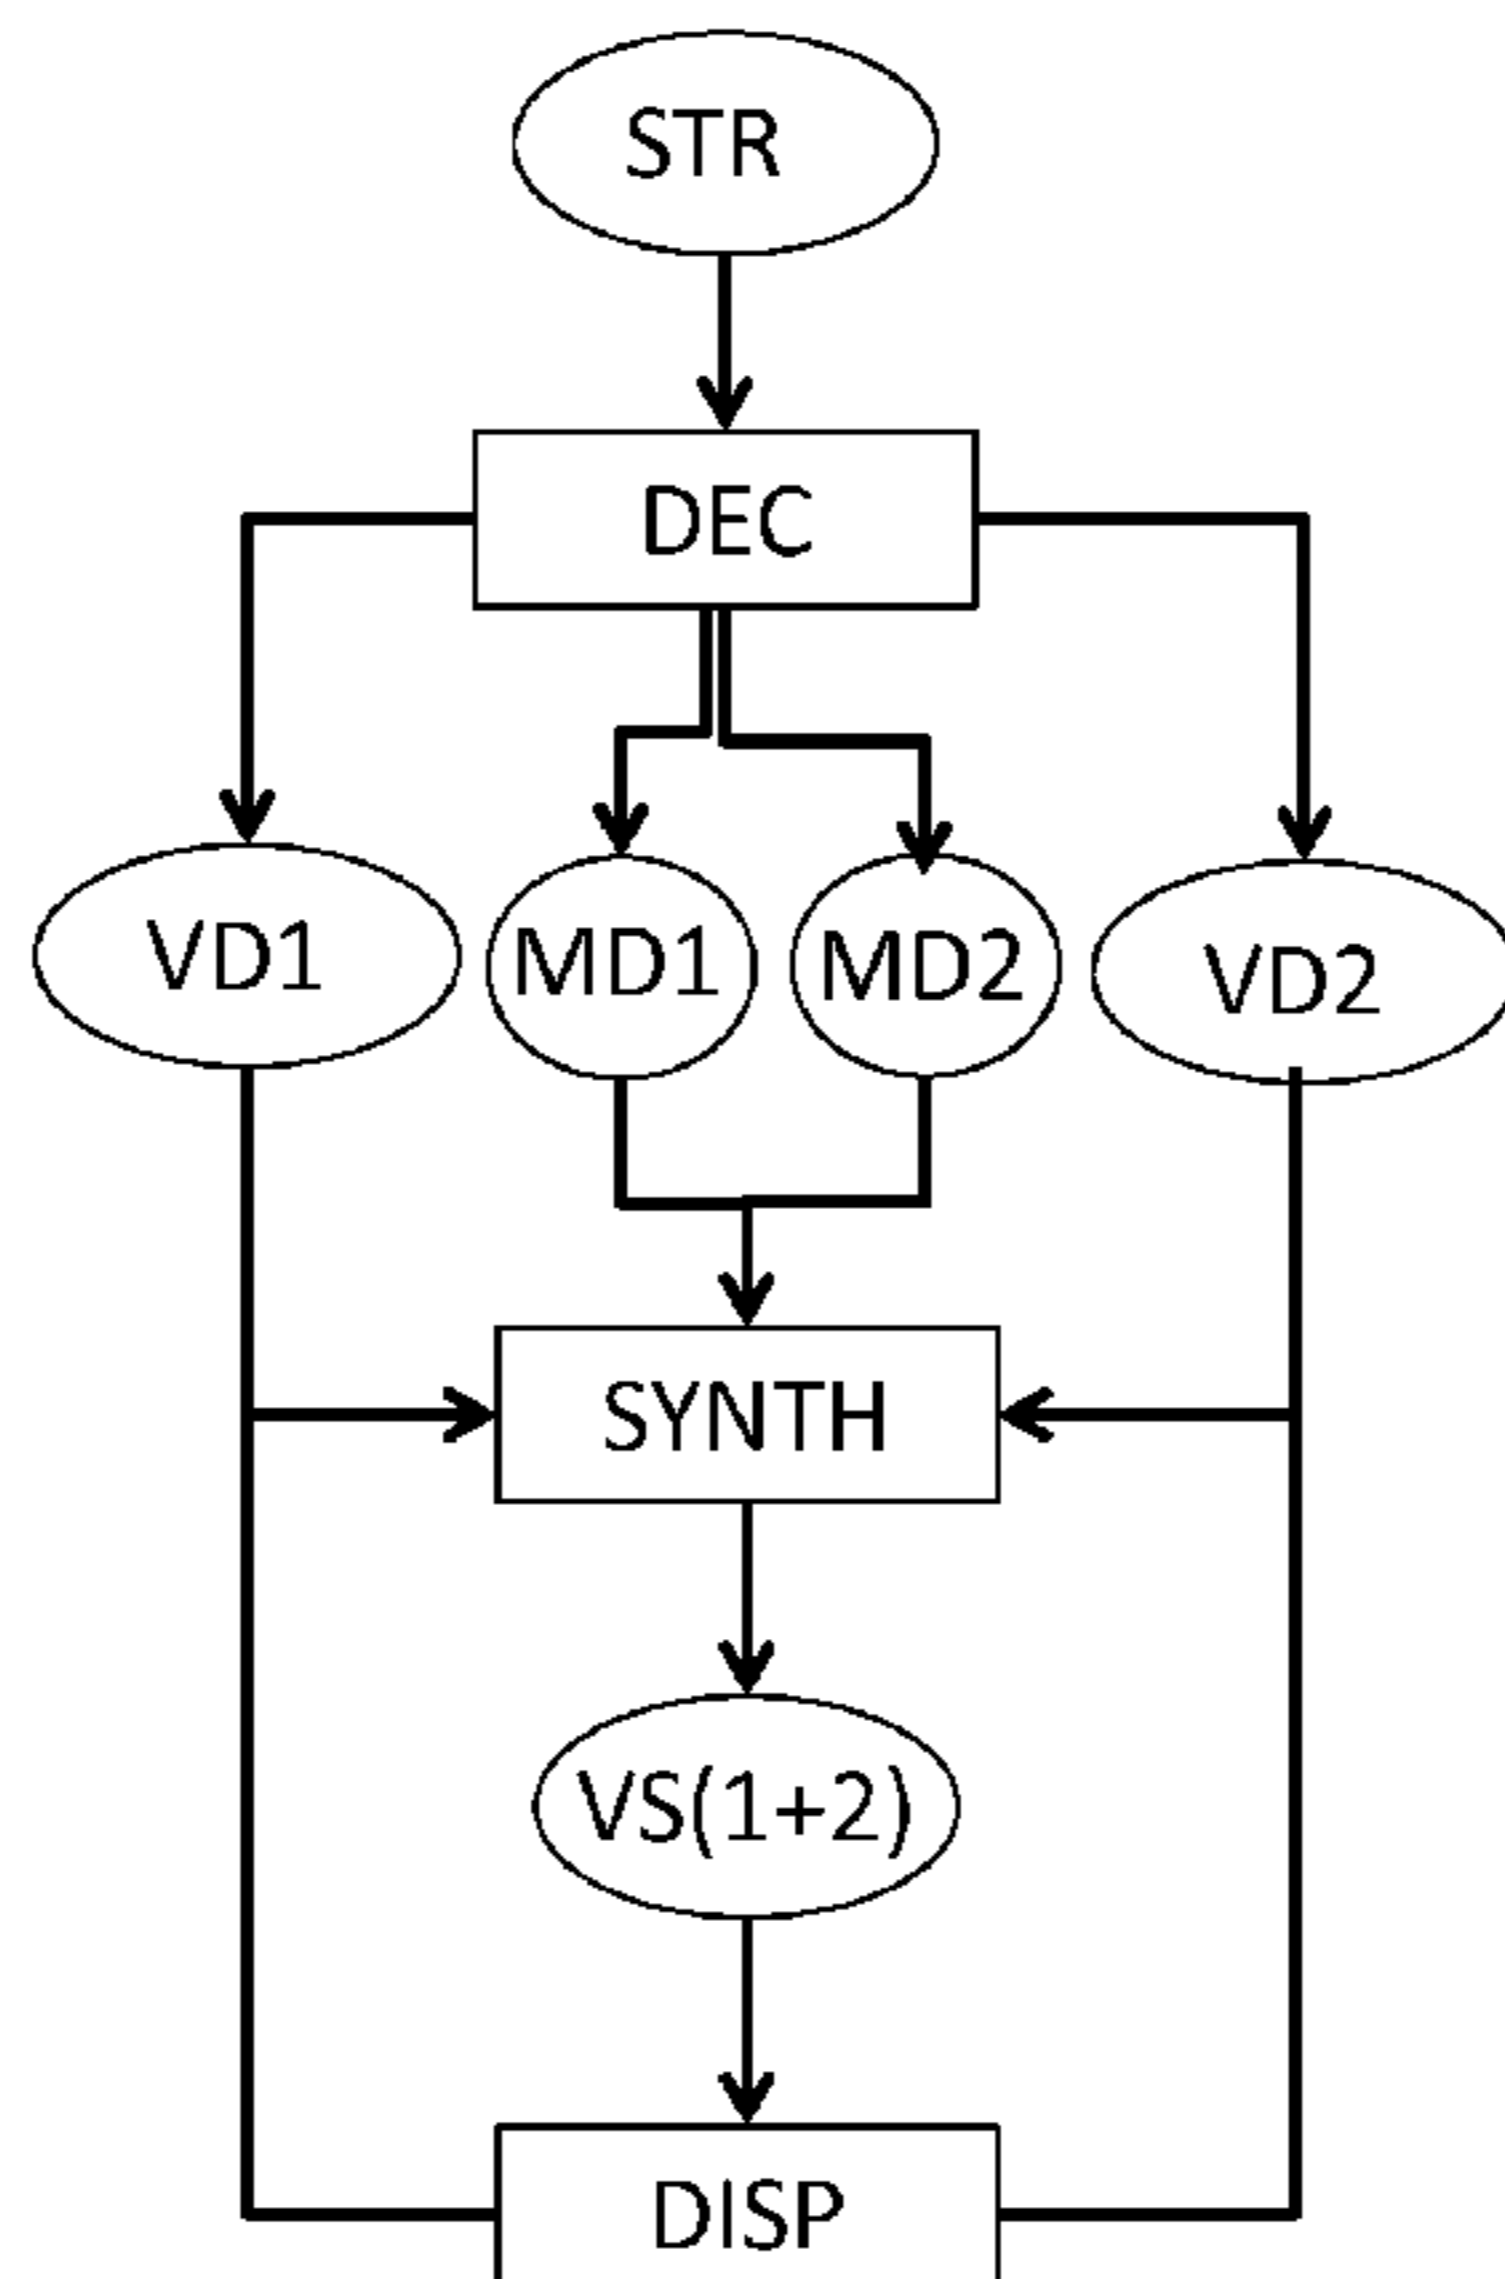 STR
DEC
VD1
MD1
MD2
VD2
SYNTH
VS(1+2)
DISP